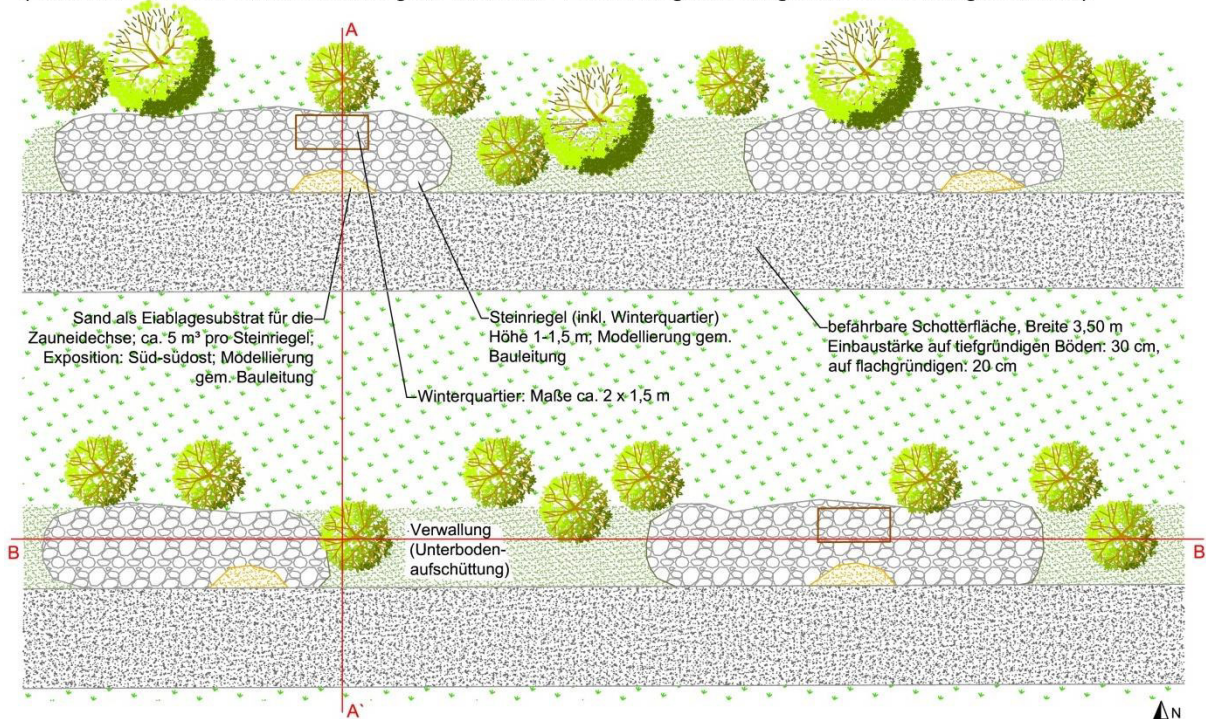 A
Sand als Eiablagesubstrat für die
Zauneidechse; ca. 5 m³ pro Steinriegel;
Exposition: Süd-südost; Modellierung
gem. Bauleitung
Steinriegel (inkl. Winterquartier)
Höhe 1-1,5 m; Modellierung gem.
Bauleitung
Winterquartier: Maße ca. 2 x 1,5 m
befahrbare Schotterfläche, Breite 3,50 m
Einbaustärke auf tiefgründigen Böden: 30 cm,
auf flachgründigen: 20 cm
B
Verwallung
(Unterboden-
aufschüttung)
B
A`
N